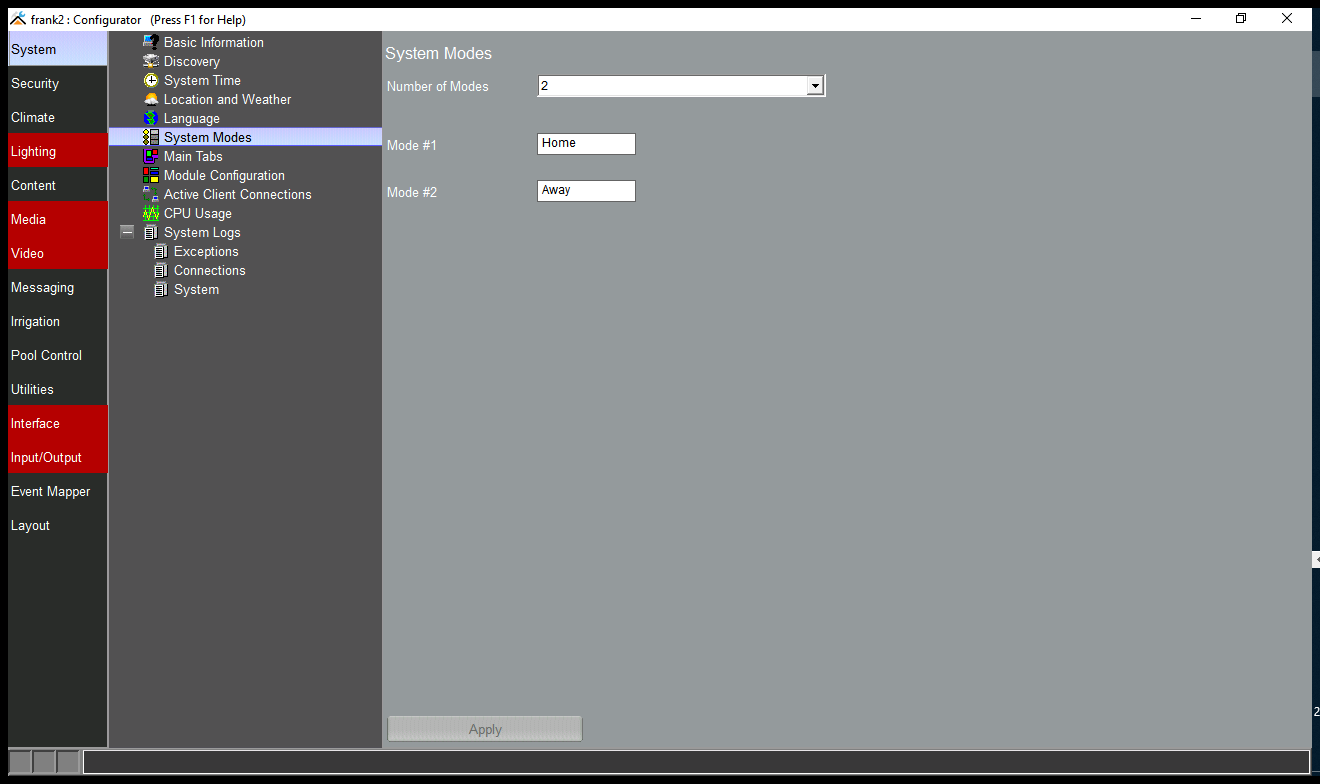 frank2 : Configurator   (Press F1 for Help)
System
Security
Climate
Lighting
Content
Media
Video
Messaging
Irrigation
Pool Control
Utilities
Interface
Input/Output
Event Mapper
Layout
Basic Information
Discovery
System Time
Location and Weather
Language
System Modes
Main Tabs
Module Configuration
Active Client Connections
CPU Usage
System Logs
Exceptions
Connections
System
System Modes
Number of Modes 2
Mode #1 Home
Mode #2 Away
Apply
2